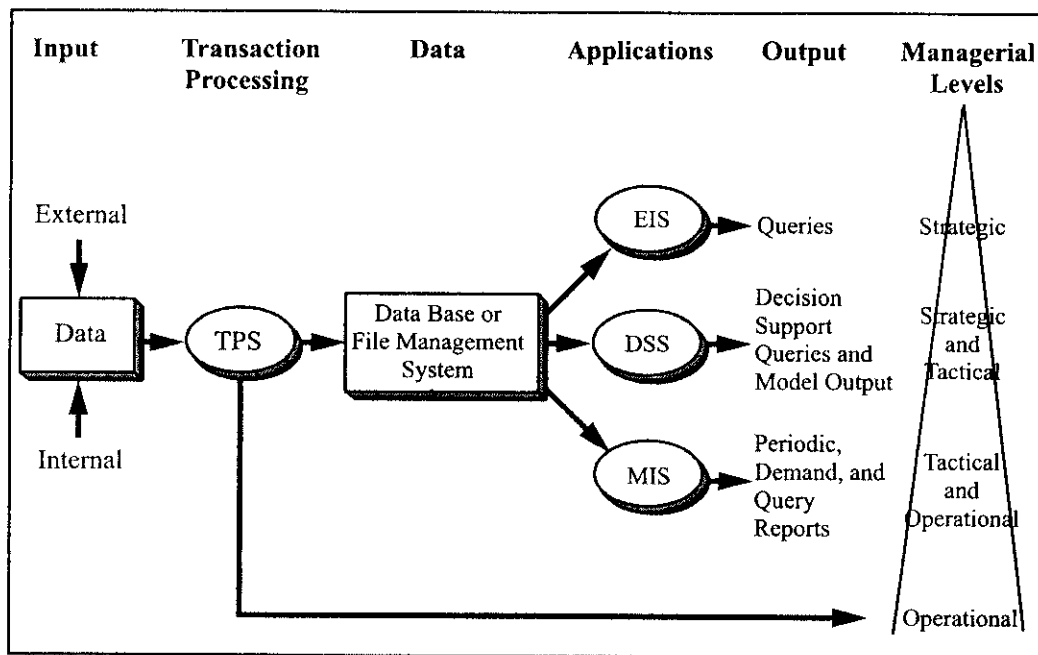 Input
Transaction
Processing
Data
Applications
Output
Managerial
Levels
External
Data
Internal
TPS
Data Base or
File Management
System
EIS
Queries
Strategic
DSS
Decision
Support
Queries and
Model Output
Strategic
and
Tactical
MIS
Periodic,
Demand, and
Query
Reports
Tactical
and
Operational
Operational